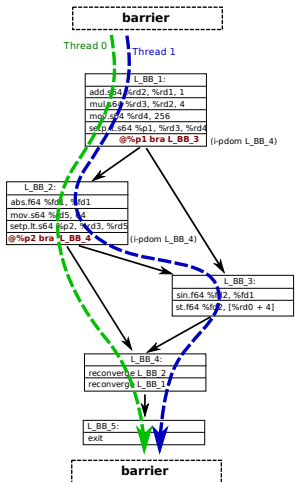 barrier
Thread 0
Thread 1
L_BB_1:
add.s64 %rd2, %rd1, 1
mul.s64 %rd3, %rd2, 4
mov.s64 %rd4, 256
setp.lt.s64 %p1, %rd3, %rd4
@%p1 bra L_BB_3
(i-pdom L_BB_4)
L_BB_2:
abs.f64 %fd1, %fd1
mov.s64 %rd5, 64
setp.lt.s64 %p2, %rd3, %rd5
@%p2 bra L_BB_4
(i-pdom L_BB_4)
L_BB_3:
sin.f64 %fd2, %fd1
st.f64 %fd2, [%rd0 + 4]
L_BB_4:
reconverge L_BB_2
reconverge L_BB_1
L_BB_5:
exit
barrier